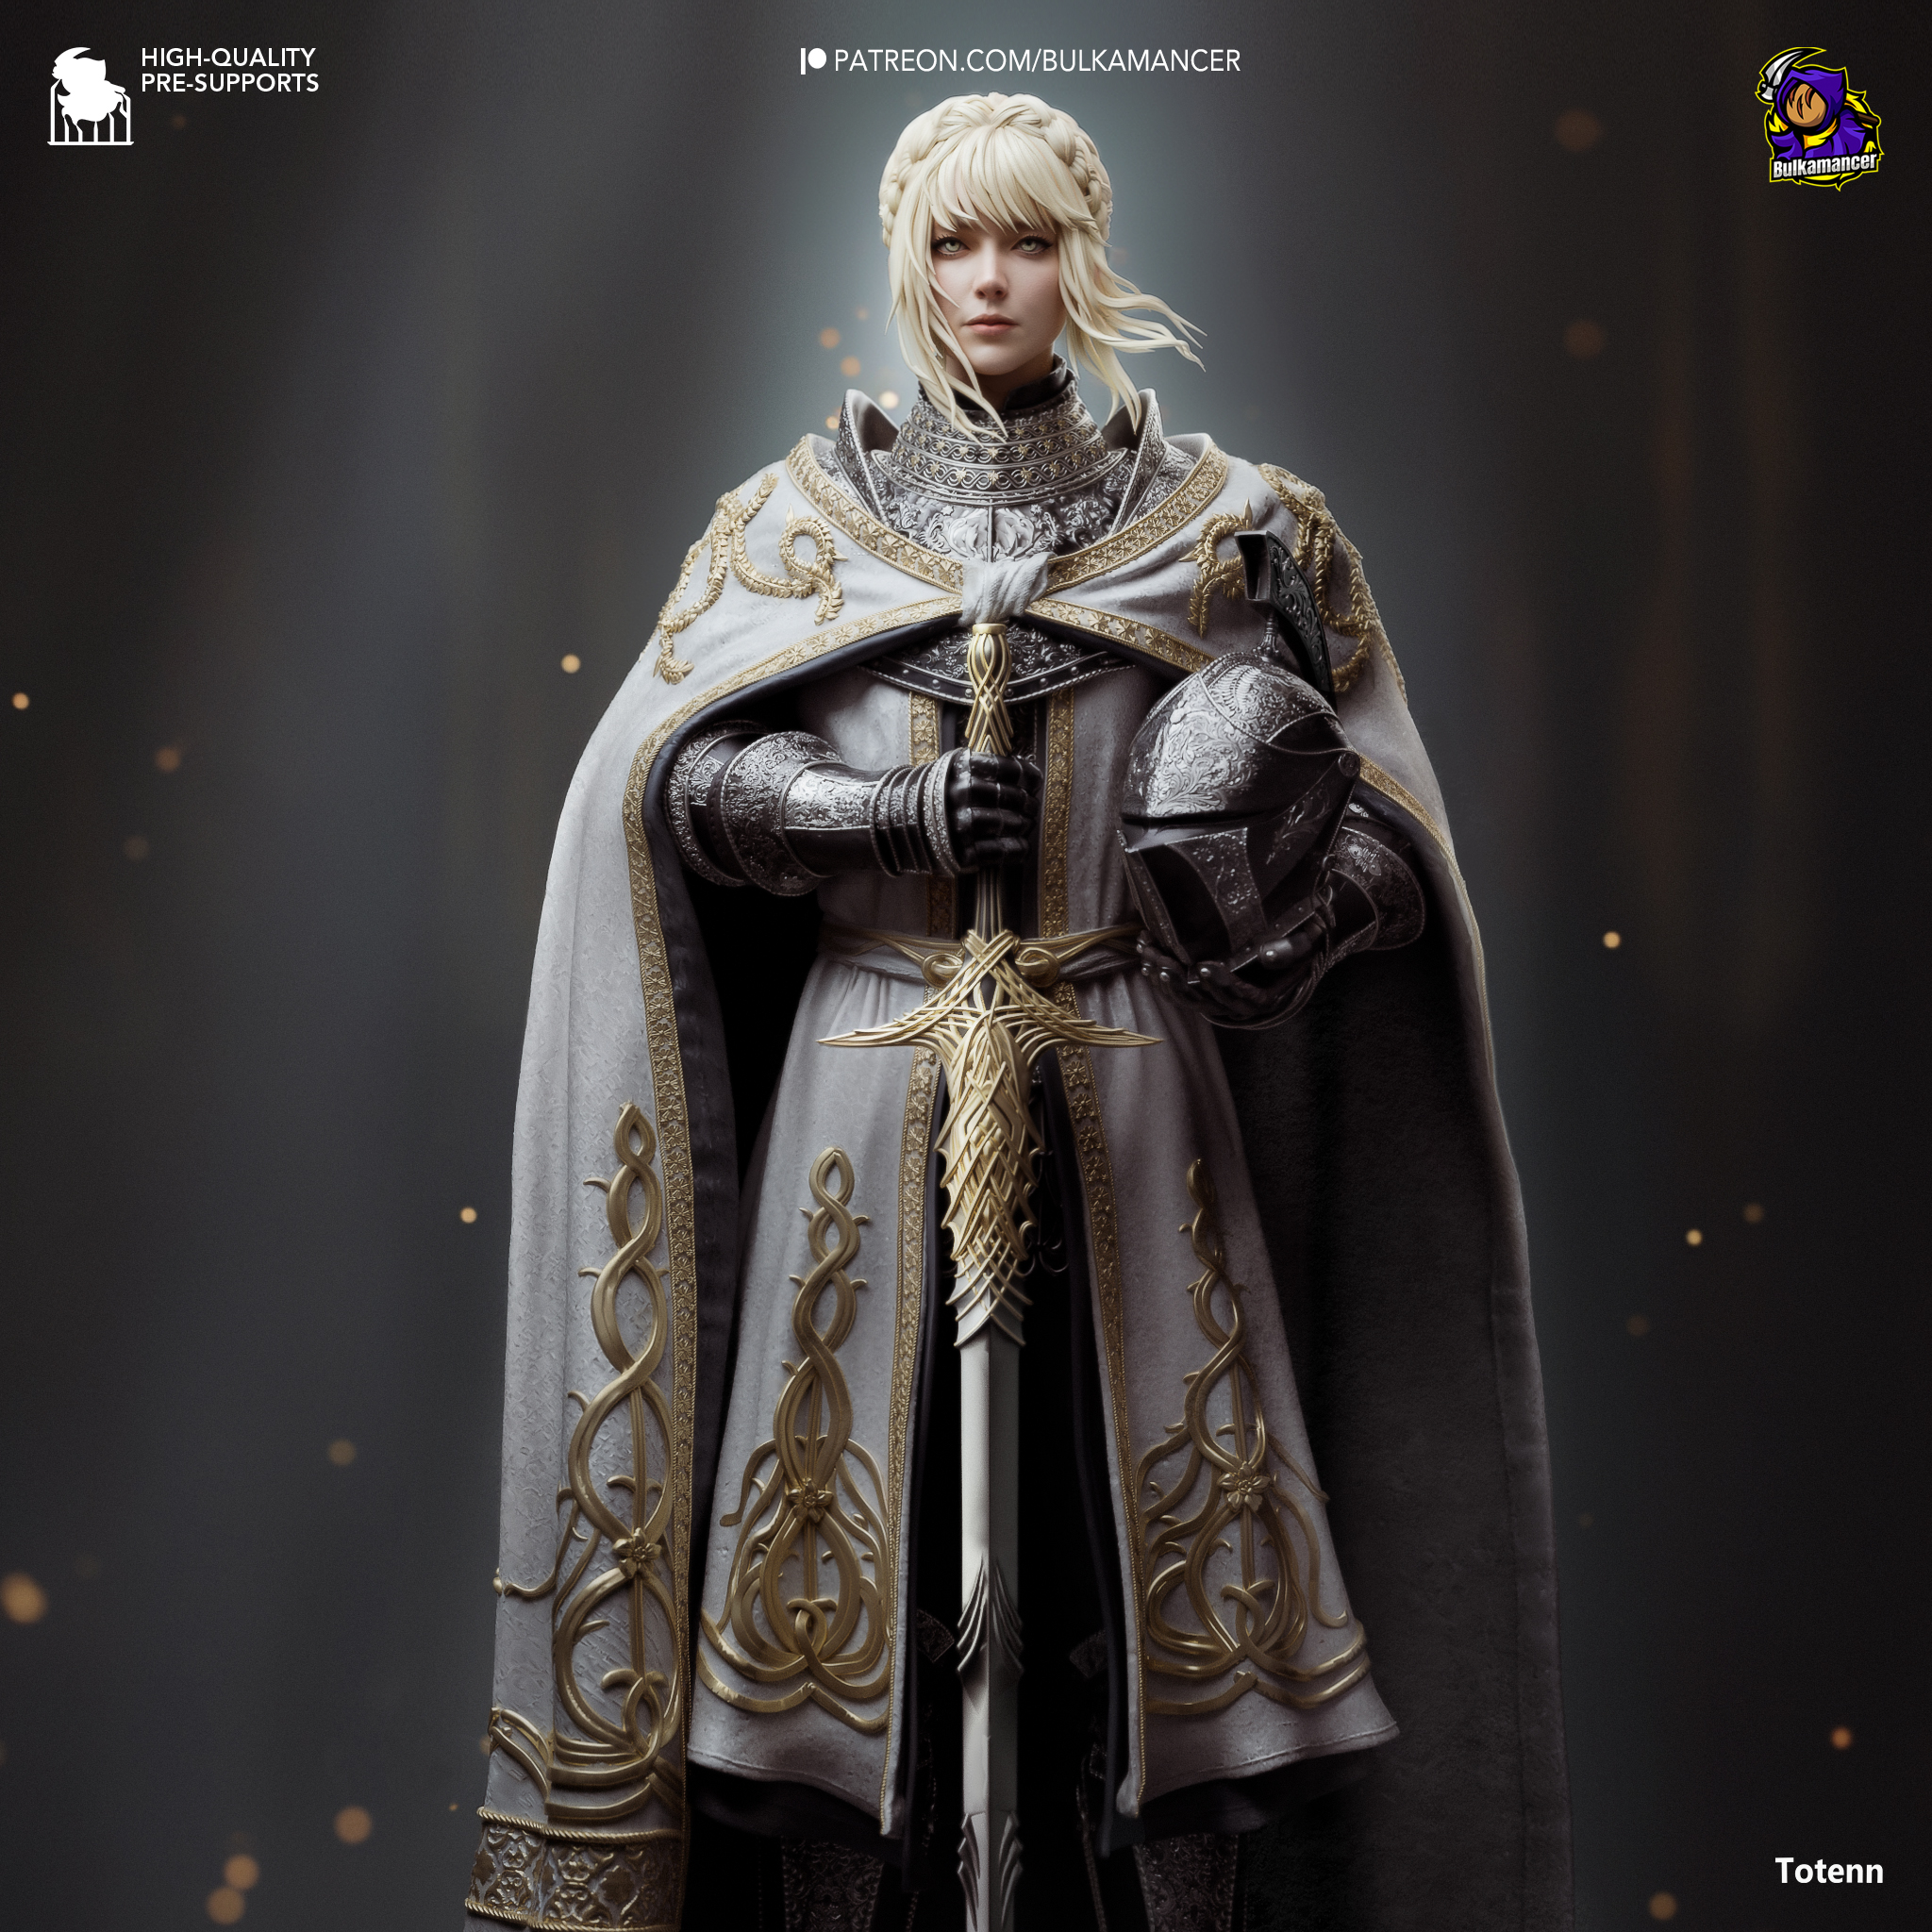 HIGH-QUALITY
PRE-SUPPORTS
PATREON.COM/BULKAMANCER
Bulkamancer
Totenn